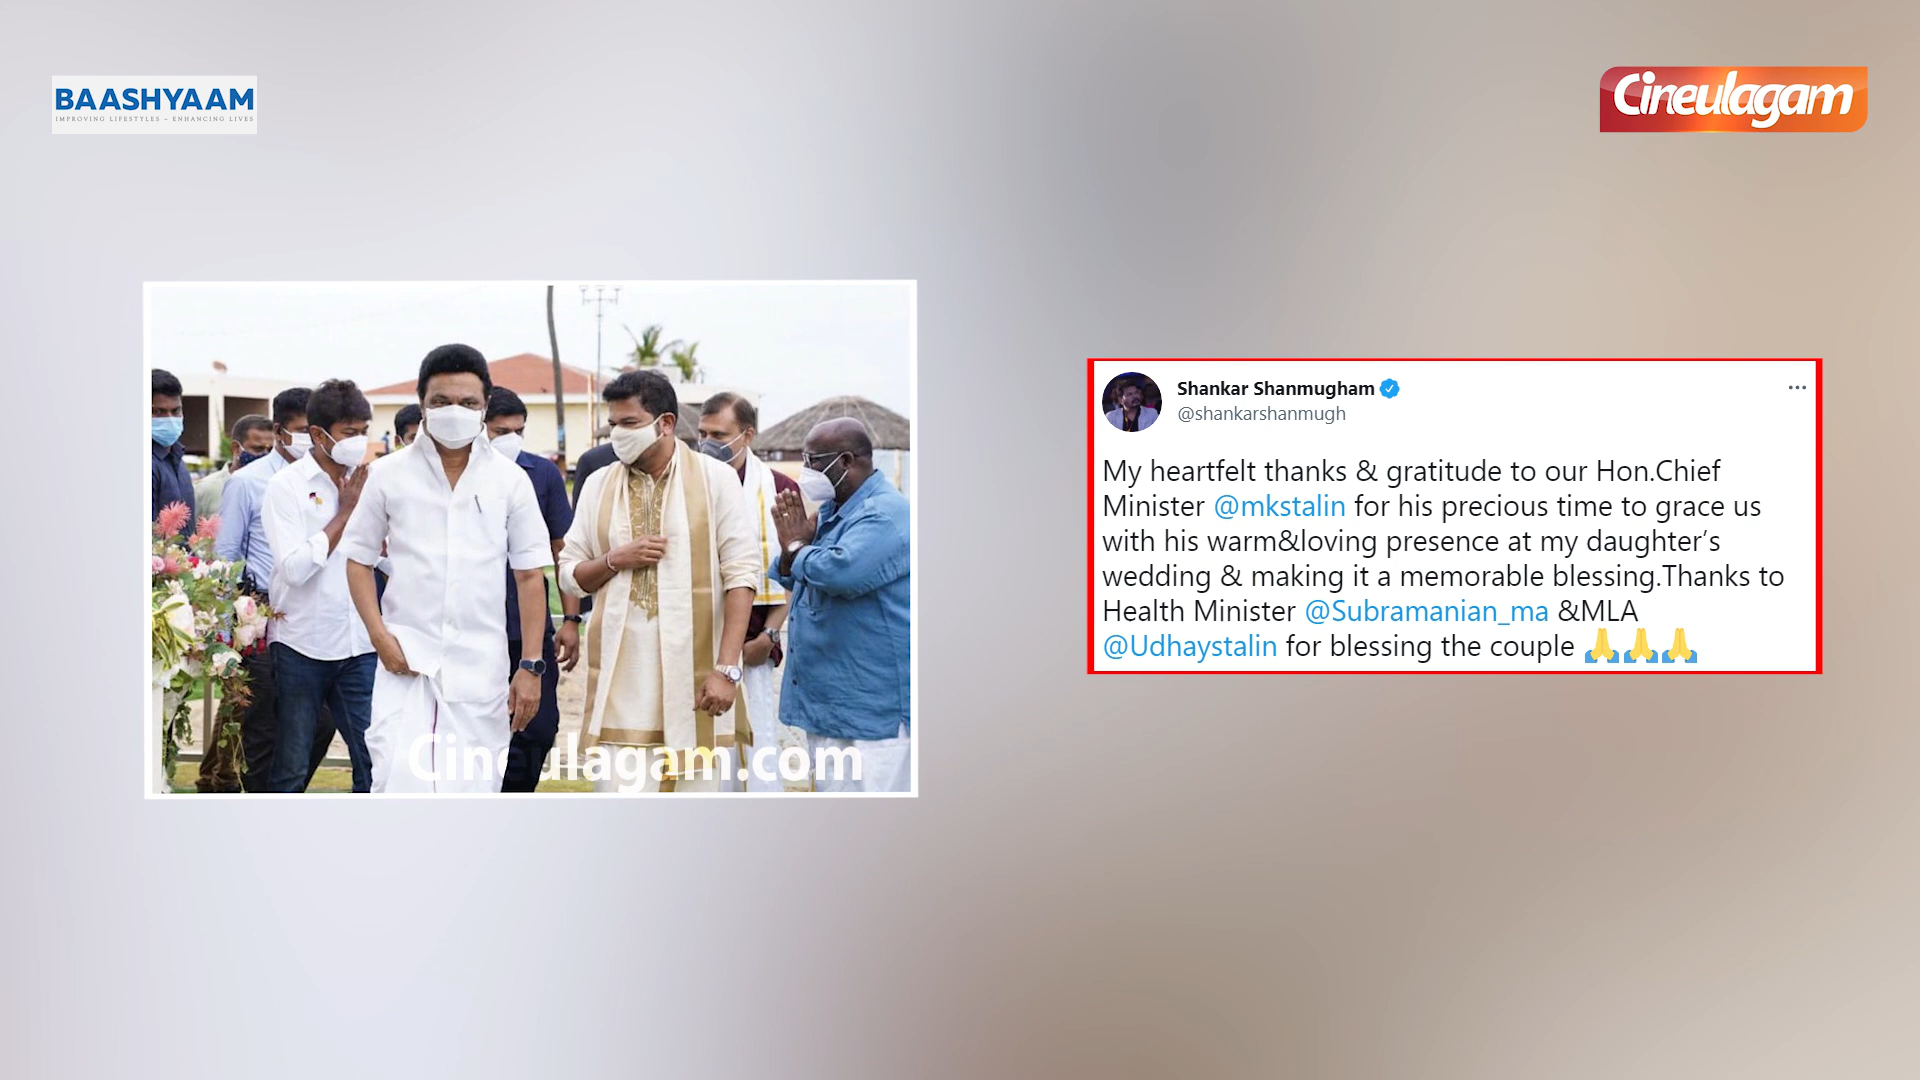 BAASHYAAM
IMPROVING LIFESTYLES - ENHANCING LIVES
Cineulagam
Cineulagam.com
Shankar Shanmugham
@shankarshanmugh
My heartfelt thanks & gratitude to our Hon.Chief
Minister @mkstalin for his precious time to grace us
with his warm&loving presence at my daughter’s
wedding & making it a memorable blessing.Thanks to
Health Minister @Subramanian_ma &MLA
@Udhaystalin for blessing the couple 🙏🙏🙏